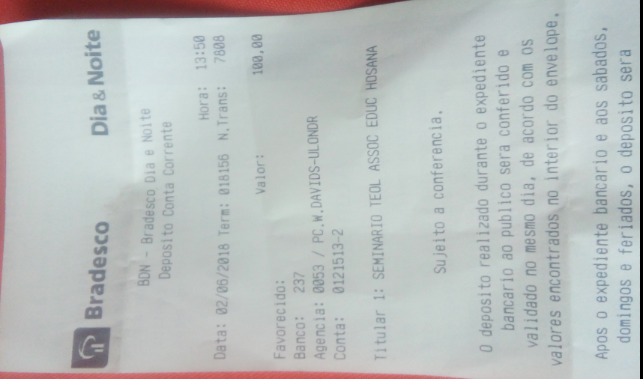 Bradesco Dia & Noite
BDN - Bradesco Dia e Noite
Deposito Conta Corrente
Hora: 13:50
Data: 02/06/2018 Term: 018156 N.Trans: 7808
Valor: 100,00
Favorecido:
Banco: 237
Agencia: 0053 / PC.W.DAVIDS-ULONDR
Conta: 0121513-2
Titular 1: SEMINARIO TEOL ASSOC EDUC HOSANA
Sujeito a conferencia.
O deposito realizado durante o expediente
bancario ao publico sera conferido e
validado no mesmo dia, de acordo com os
valores encontrados no interior do envelope.
Apos o expediente bancario e aos sabados,
domingos e feriados, o deposito sera